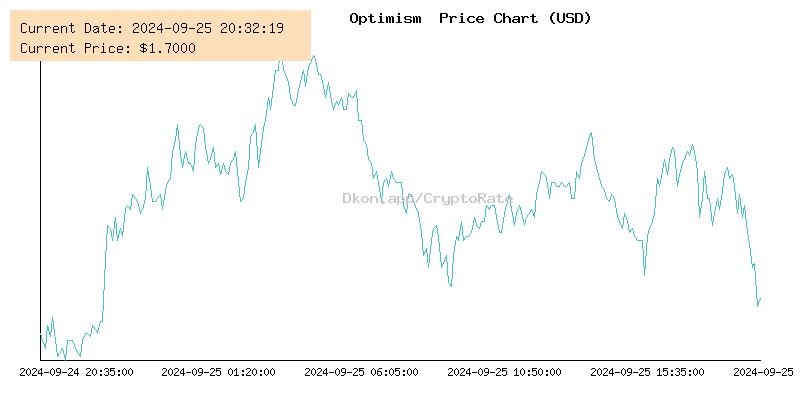 Optimism Price Chart (USD)
Current Date: 2024-09-25 20:32:19
Current Price: $1.7000
Dkon.app/CryptoRate
2024-09-24 20:35:00 2024-09-25 01:20:00 2024-09-25 06:05:00 2024-09-25 10:50:00 2024-09-25 15:35:00 2024-09-25